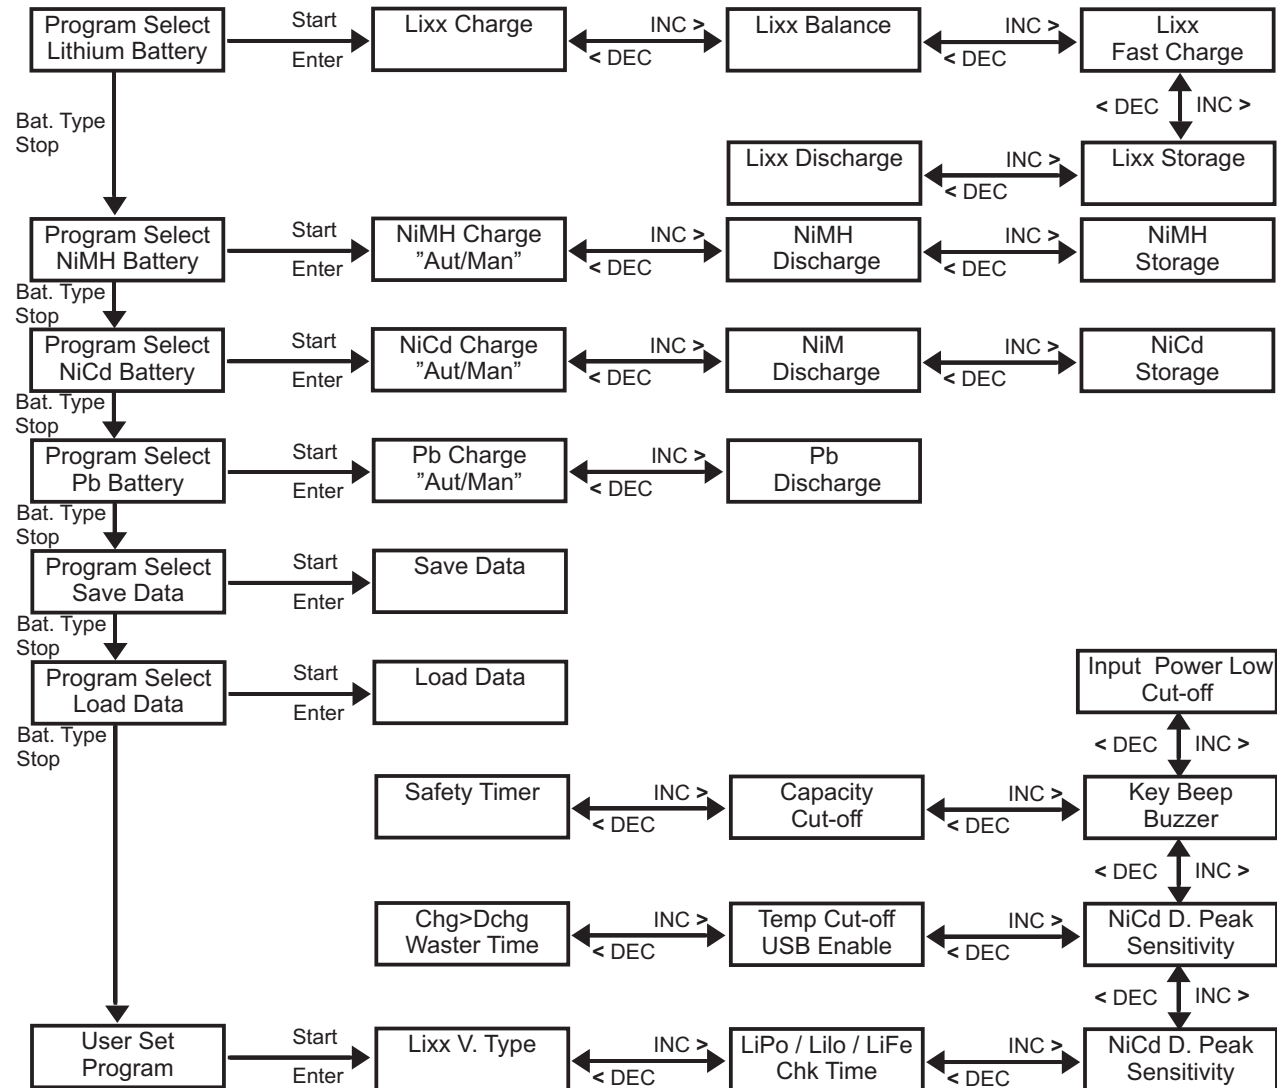 Program Select
Lithium Battery
Start
Enter
Lixx Charge
INC >
< DEC
Lixx Balance
INC >
< DEC
Lixx
Fast Charge
< DEC
INC >
Bat. Type
Stop
Lixx Discharge
INC >
< DEC
Lixx Storage
Program Select
NiMH Battery
Start
Enter
NiMH Charge
"Aut/Man"
INC >
< DEC
NiMH
Discharge
INC >
< DEC
NiMH
Storage
Bat. Type
Stop
Program Select
NiCd Battery
Start
Enter
NiCd Charge
"Aut/Man"
INC >
< DEC
NiM
Discharge
INC >
< DEC
NiCd
Storage
Bat. Type
Stop
Program Select
Pb Battery
Start
Enter
Pb Charge
"Aut/Man"
INC >
< DEC
Pb
Discharge
Bat. Type
Stop
Program Select
Save Data
Start
Enter
Save Data
Bat. Type
Stop
Program Select
Load Data
Start
Enter
Load Data
Input Power Low
Cut-off
Bat. Type
Stop
< DEC
INC >
Safety Timer
INC >
< DEC
Capacity
Cut-off
INC >
< DEC
Key Beep
Buzzer
< DEC
INC >
Chg>Dchg
Waster Time
INC >
< DEC
Temp Cut-off
USB Enable
INC >
< DEC
NiCd D. Peak
Sensitivity
< DEC
INC >
User Set
Program
Start
Enter
Lixx V. Type
INC >
< DEC
LiPo / LiIo / LiFe
Chk Time
INC >
< DEC
NiCd D. Peak
Sensitivity